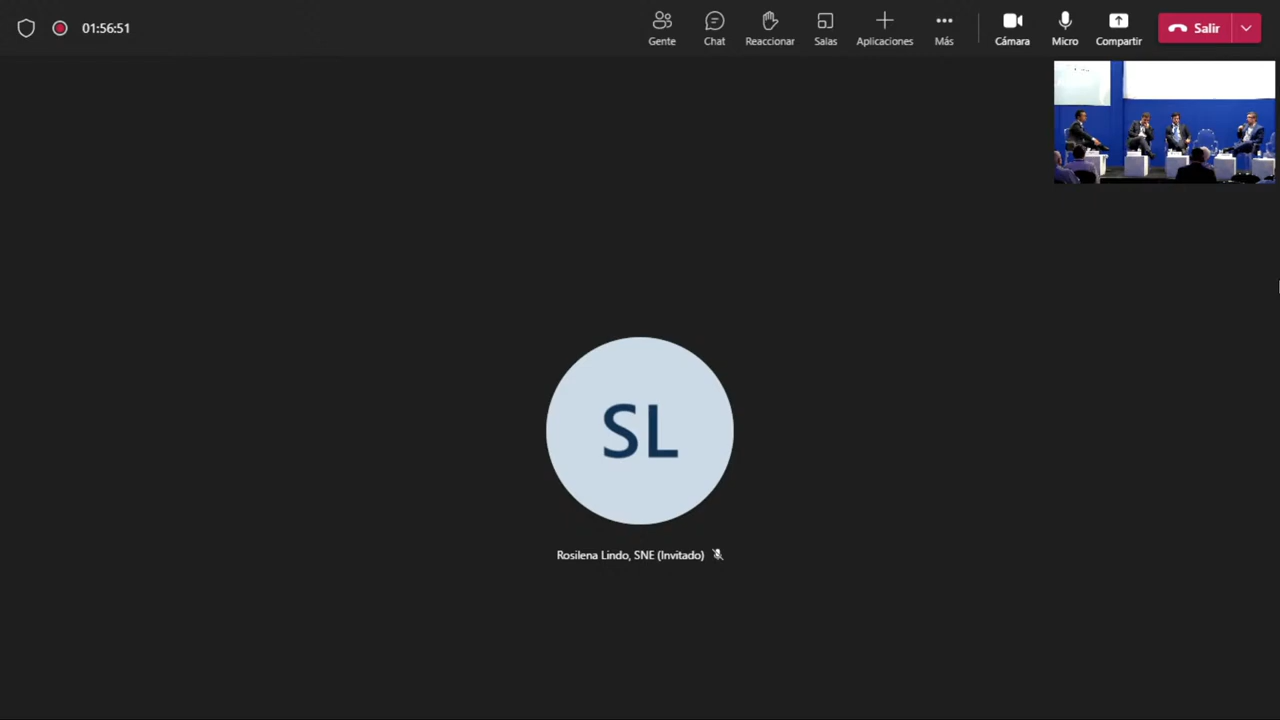 01:56:51
Gente
Chat
Reaccionar
Salas
Aplicaciones
Más
Cámara
Micro
Compartir
Salir
SL
Rosilena Lindo, SNE (Invitado)